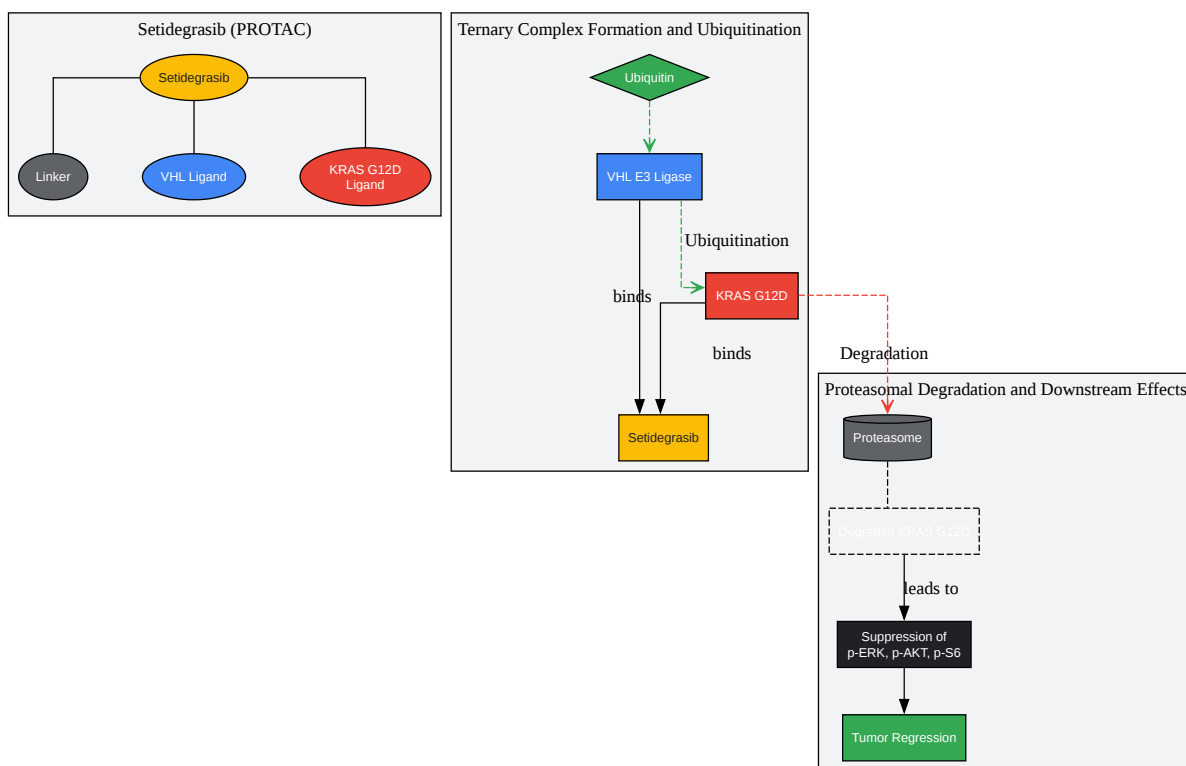 Setidegrasib (PROTAC)
Setidegrasib
Linker
VHL Ligand
KRAS G12D
Ligand
Ternary Complex Formation and Ubiquitination
Ubiquitin
VHL E3 Ligase
Ubiquitination
binds
KRAS G12D
binds
Setidegrasib
Degradation
Proteasomal Degradation and Downstream Effects
Proteasome
Degraded KRAS G12D
leads to
Suppression of
p-ERK, p-AKT, p-S6
Tumor Regression